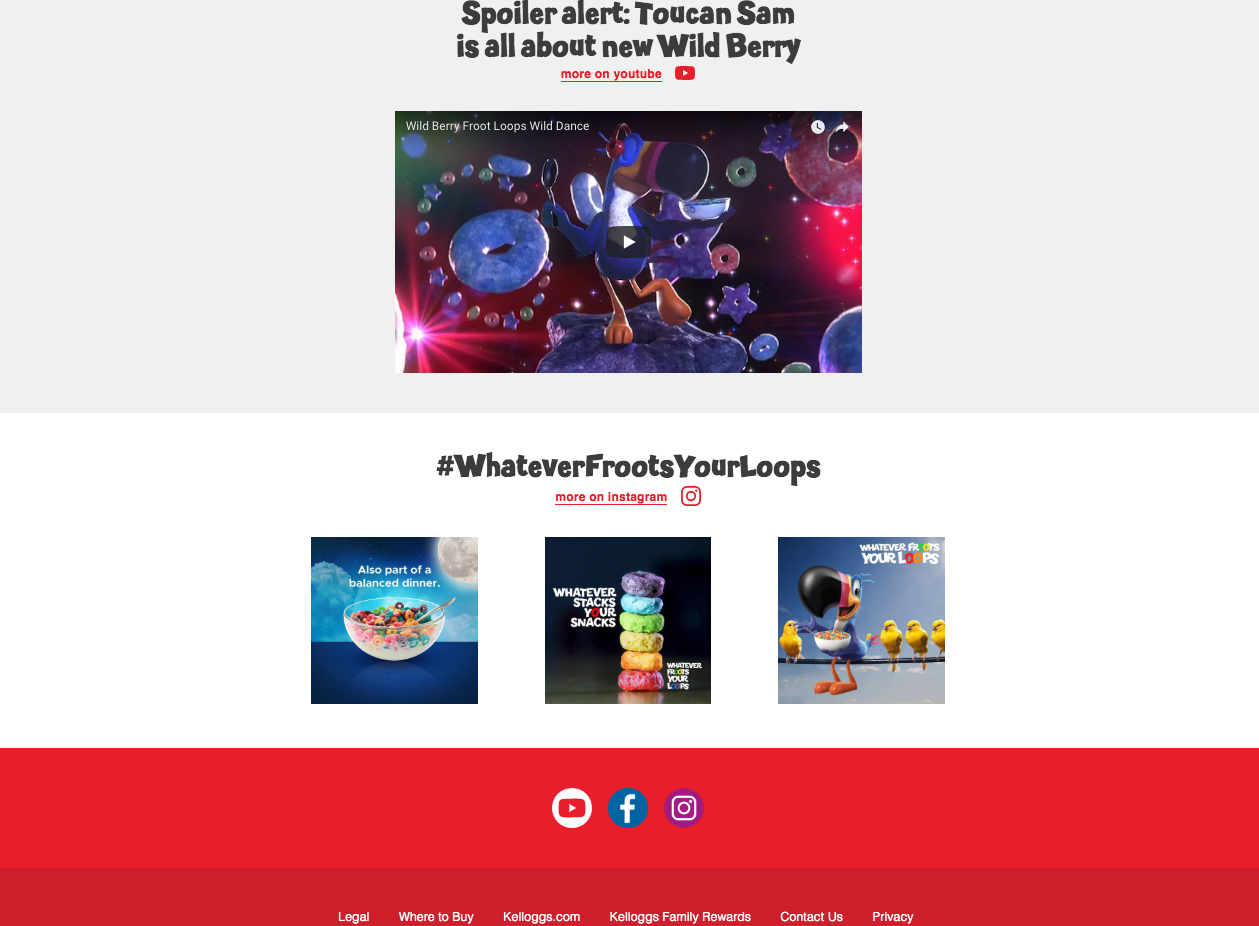 Spoiler alert: Toucan Sam
is all about new Wild Berry
more on youtube
Wild Berry Froot Loops Wild Dance
#WhateverFrootsYourLoops
more on instagram
Also part of a
balanced dinner.
WHATEVER
STACKS
YOUR
SNACKS
WHATEVER
FROOTS
YOUR
LOOPS
WHATEVER FROOTS
YOUR LOOPS
Legal Where to Buy Kelloggs.com Kelloggs Family Rewards Contact Us Privacy